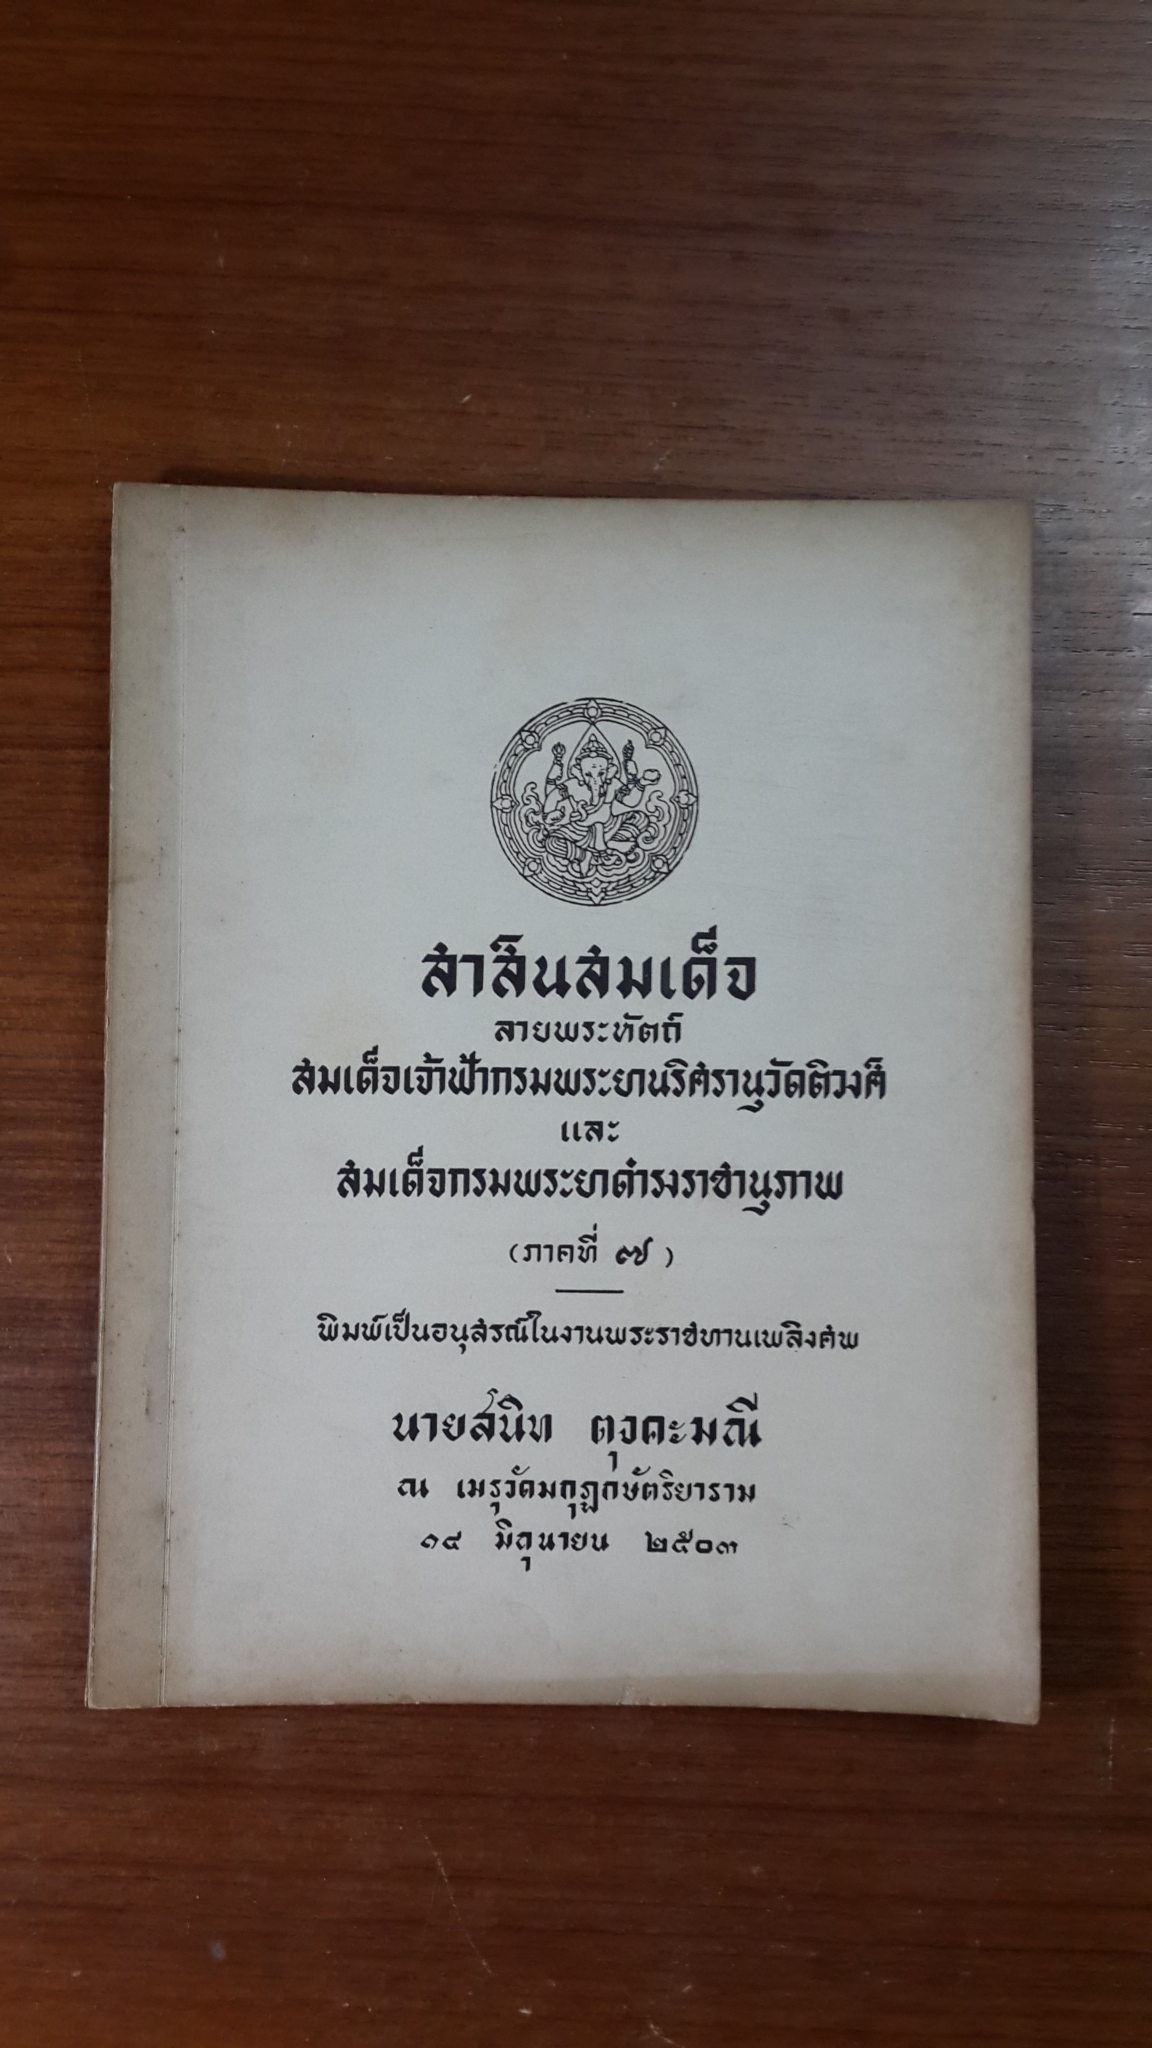 สาส์นสมเด็จ
ลายพระหัตถ์
สมเด็จเจ้าฟ้ากรมพระยานริศรานุวัดติวงศ์
และ
สมเด็จกรมพระยาดำรงราชานุภาพ
(ภาคที่ ๓๗)
พิมพ์เป็นอนุสรณ์ในงานพระราชทานเพลิงศพ
นายสนิท ตุงคะมณี
ณ เมรุวัดมกุฏกษัตริยาราม
๑๔ มิถุนายน ๒๕๐๓